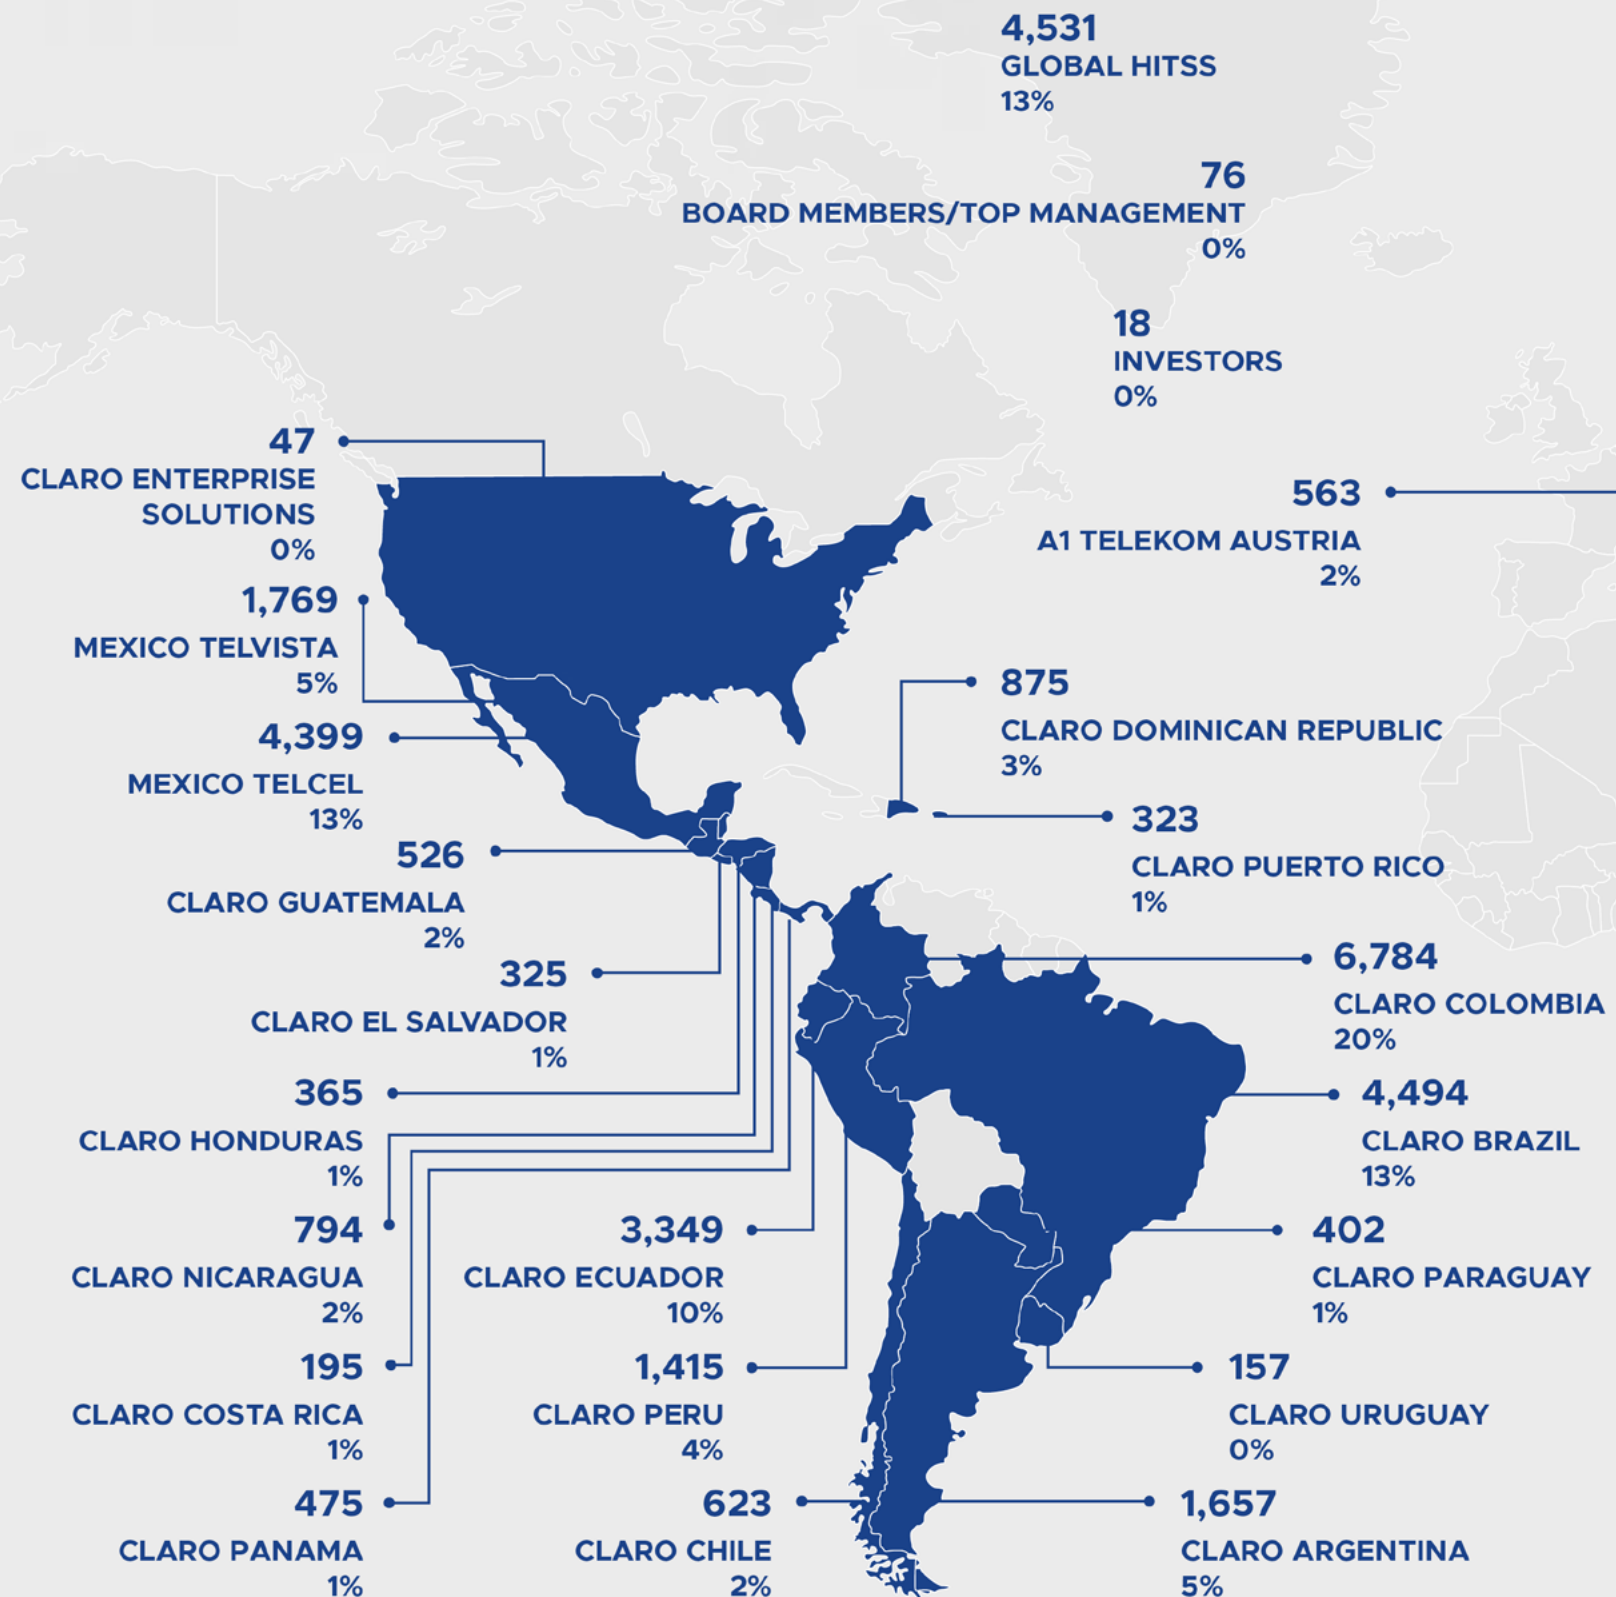 4,531
GLOBAL HITSS
13%
76
BOARD MEMBERS/TOP MANAGEMENT
0%
18
INVESTORS
0%
47
CLARO ENTERPRISE
SOLUTIONS
0%
563
A1 TELEKOM AUSTRIA
2%
1,769
MEXICO TELVISTA
5%
875
CLARO DOMINICAN REPUBLIC
3%
4,399
MEXICO TELCEL
13%
323
CLARO PUERTO RICO
1%
526
CLARO GUATEMALA
2%
6,784
CLARO COLOMBIA
20%
325
CLARO EL SALVADOR
1%
365
CLARO HONDURAS
1%
4,494
CLARO BRAZIL
13%
794
CLARO NICARAGUA
2%
3,349
CLARO ECUADOR
10%
402
CLARO PARAGUAY
1%
195
CLARO COSTA RICA
1%
1,415
CLARO PERU
4%
157
CLARO URUGUAY
0%
475
CLARO PANAMA
1%
623
CLARO CHILE
2%
1,657
CLARO ARGENTINA
5%